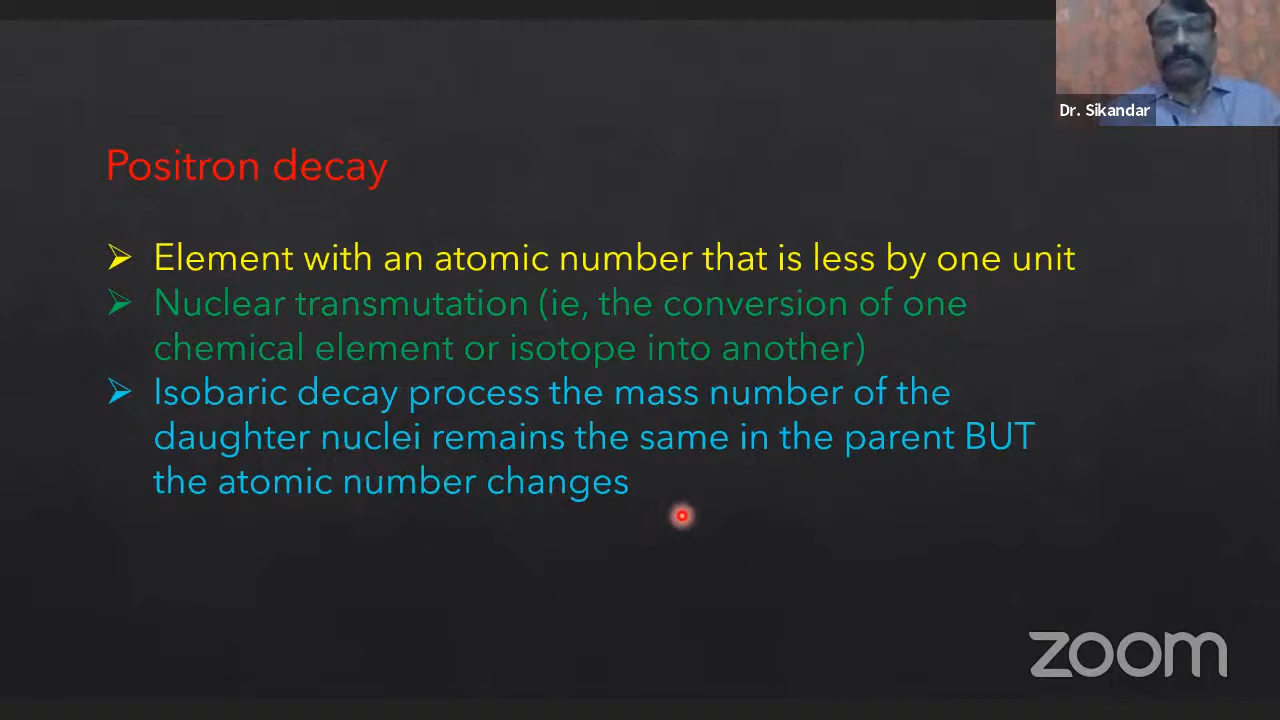 Dr. Sikandar
Positron decay
➢ Element with an atomic number that is less by one unit
➢ Nuclear transmutation (ie, the conversion of one
chemical element or isotope into another)
➢ Isobaric decay process the mass number of the
daughter nuclei remains the same in the parent BUT
the atomic number changes
zoom